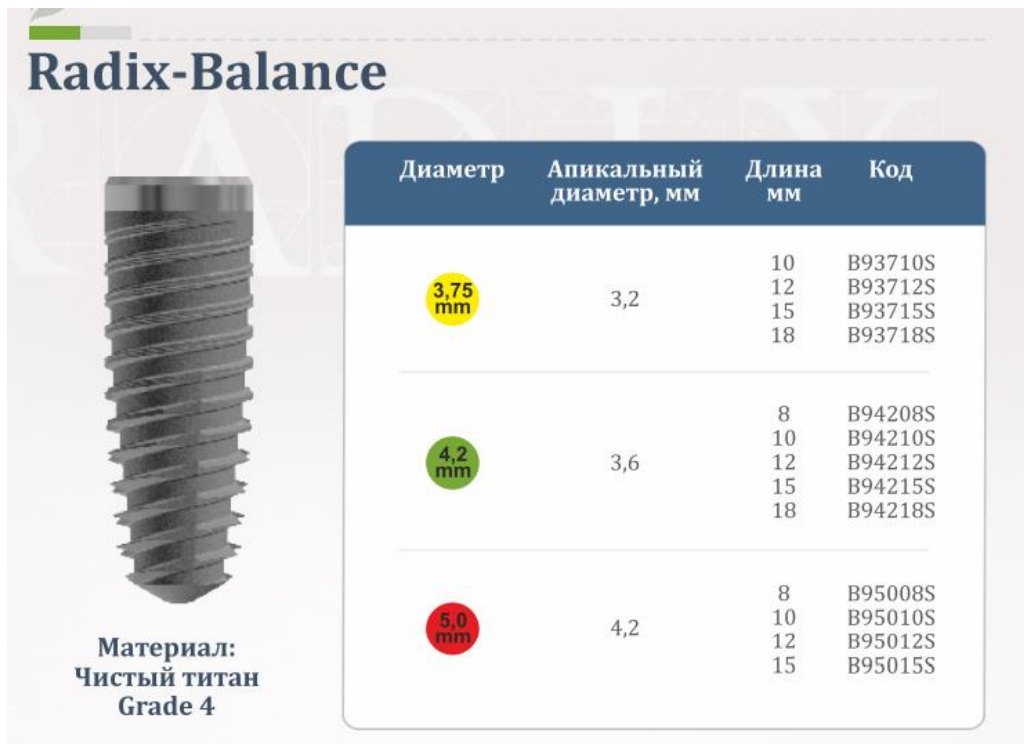 Radix-Balance
Диаметр Апикальный диаметр, мм Длина мм Код
3,75 mm 3,2
10 B93710S
12 B93712S
15 B93715S
18 B93718S
4,2 mm 3,6
8 B94208S
10 B94210S
12 B94212S
15 B94215S
18 B94218S
5,0 mm 4,2
8 B95008S
10 B95010S
12 B95012S
15 B95015S
Материал:
Чистый титан
Grade 4